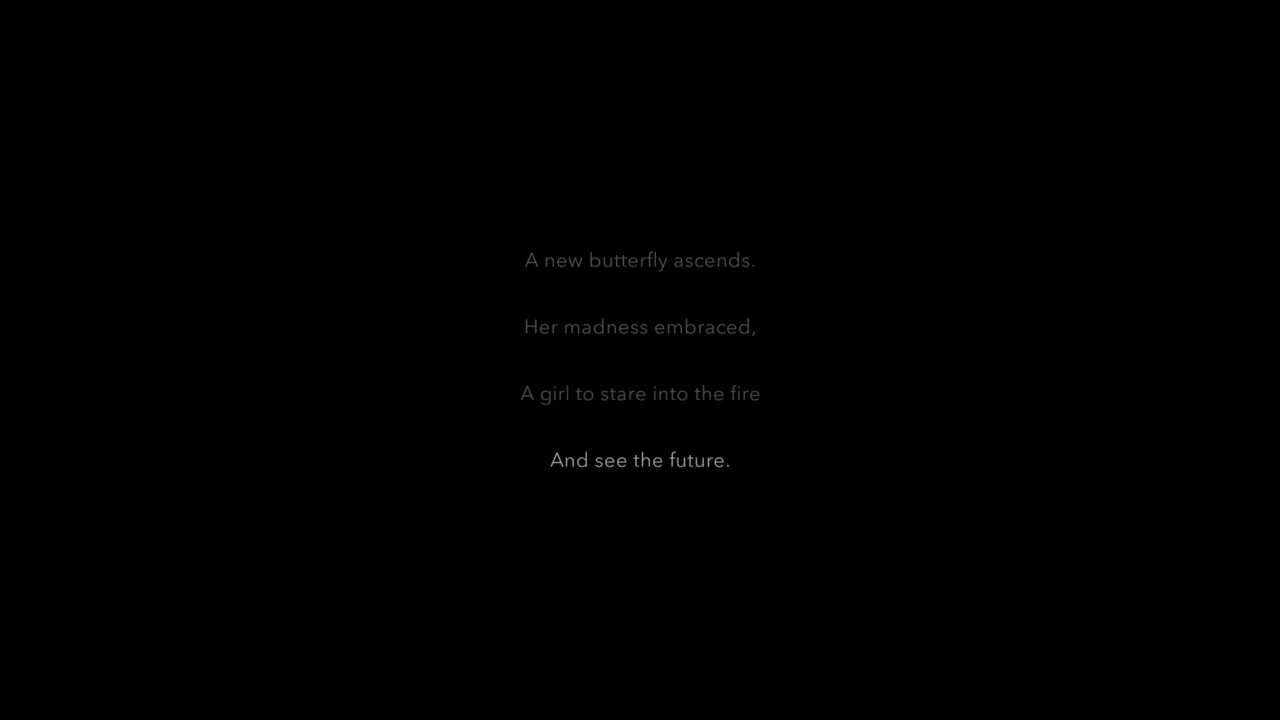 A new butterfly ascends.
Her madness embraced,
A girl to stare into the fire
And see the future.